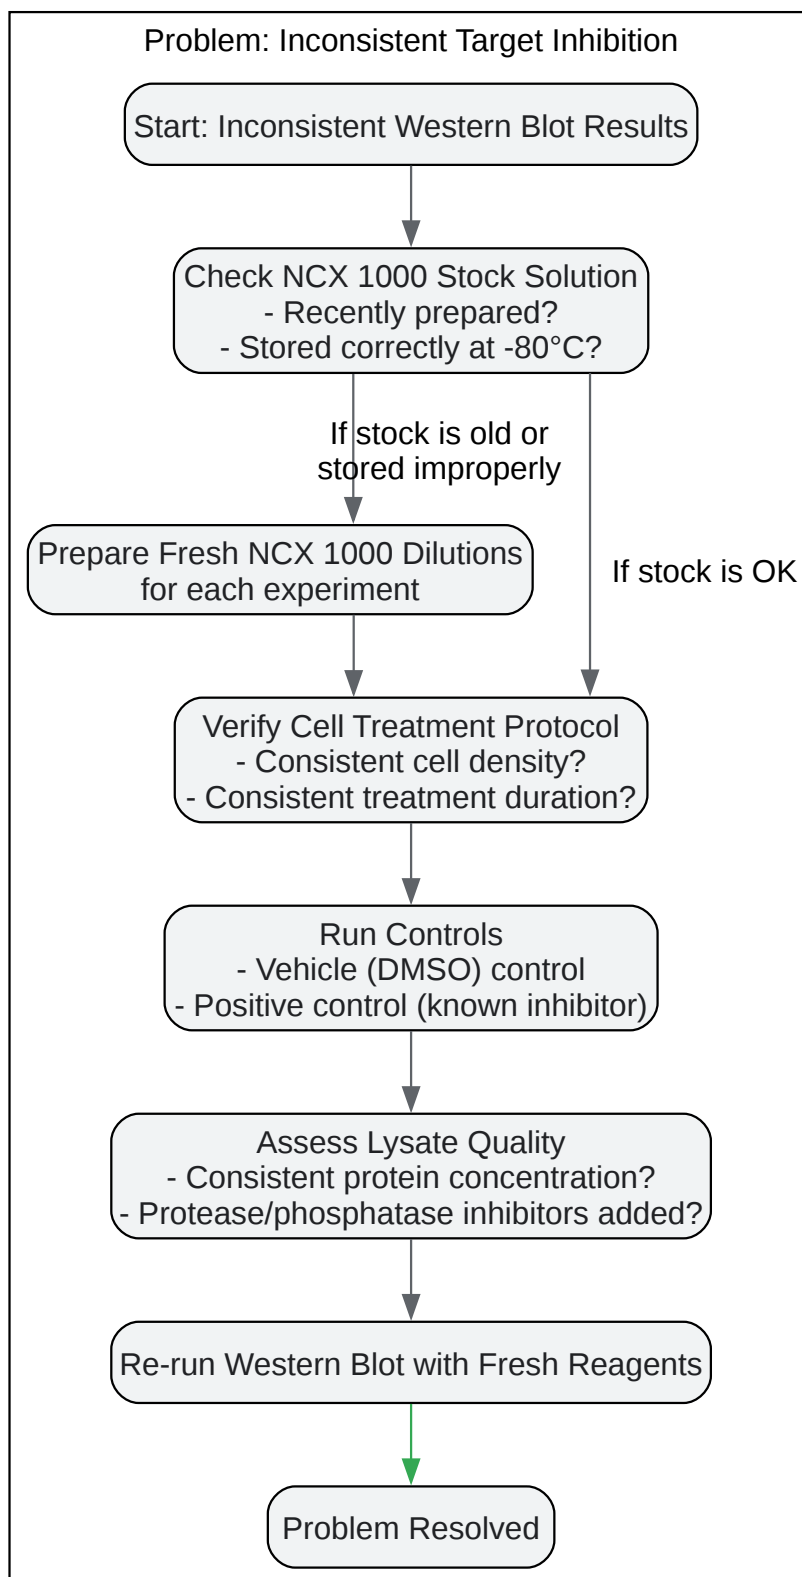 Problem: Inconsistent Target Inhibition
Start: Inconsistent Western Blot Results
Check NCX 1000 Stock Solution
- Recently prepared?
- Stored correctly at -80°C?
If stock is old or
stored improperly
Prepare Fresh NCX 1000 Dilutions
for each experiment
If stock is OK
Verify Cell Treatment Protocol
- Consistent cell density?
- Consistent treatment duration?
Run Controls
- Vehicle (DMSO) control
- Positive control (known inhibitor)
Assess Lysate Quality
- Consistent protein concentration?
- Protease/phosphatase inhibitors added?
Re-run Western Blot with Fresh Reagents
Problem Resolved